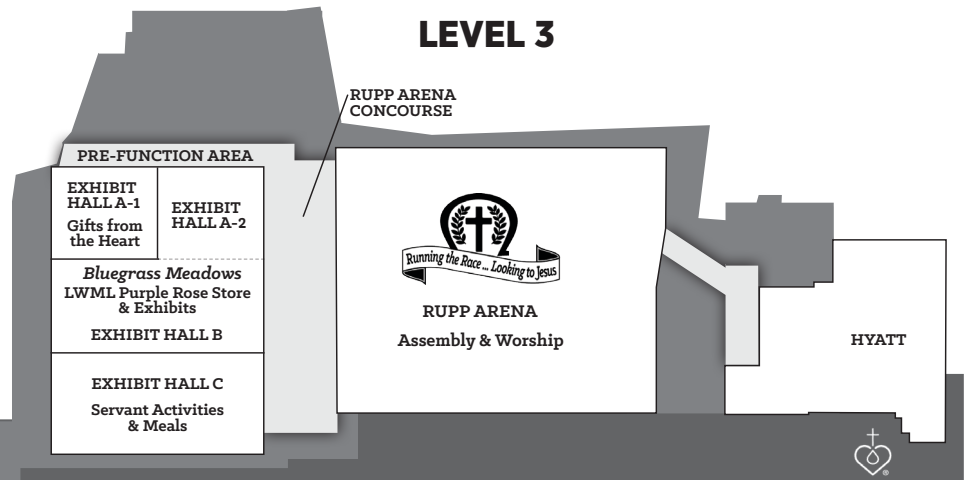 LEVEL 3
RUPP ARENA
CONCOURSE
PRE-FUNCTION AREA
EXHIBIT
HALL A-1
Gifts from
the Heart
EXHIBIT
HALL A-2
Bluegrass Meadows
LWML Purple Rose Store
& Exhibits
EXHIBIT HALL B
EXHIBIT HALL C
Servant Activities
& Meals
Running the Race ... Looking to Jesus
RUPP ARENA
Assembly & Worship
HYATT
®